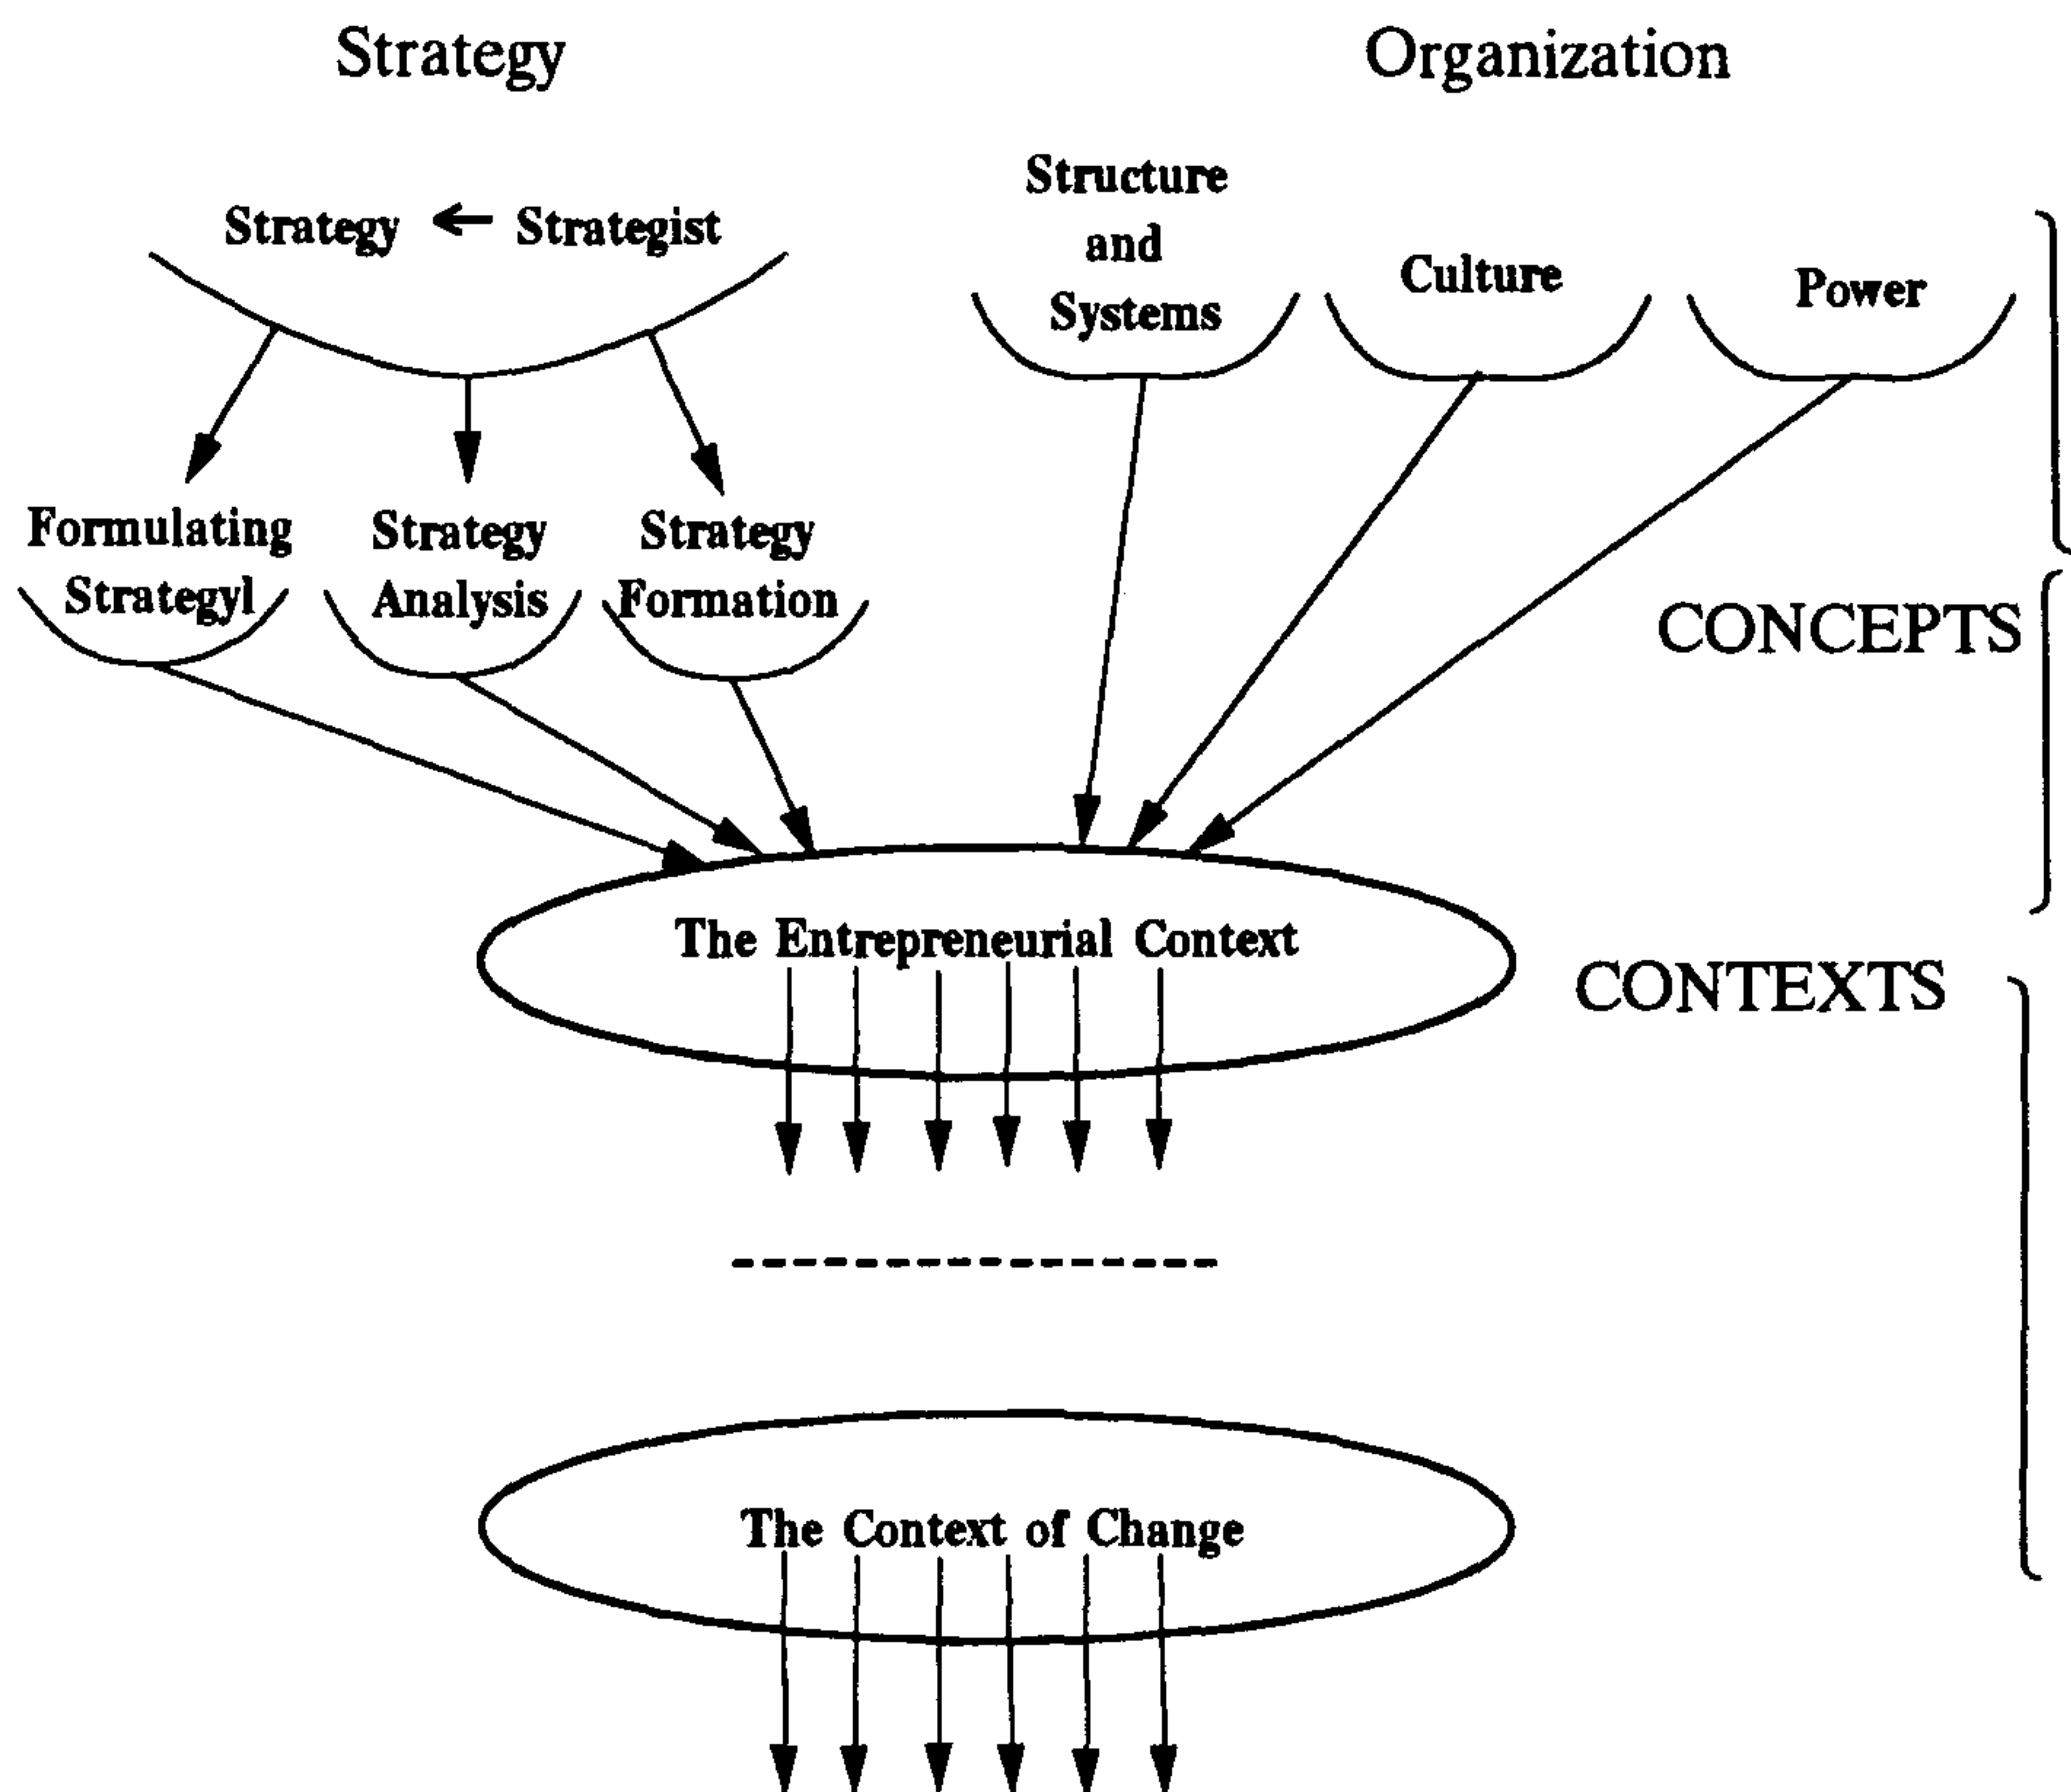 Strategy
Organization
Strategy ← Strategist
Structure
and
Systems
Culture
Power
Formulating
Strategyl
Strategy
Analysis
Strategy
Formation
CONCEPTS
The Entrepreneurial Context
CONTEXTS
The Context of Change